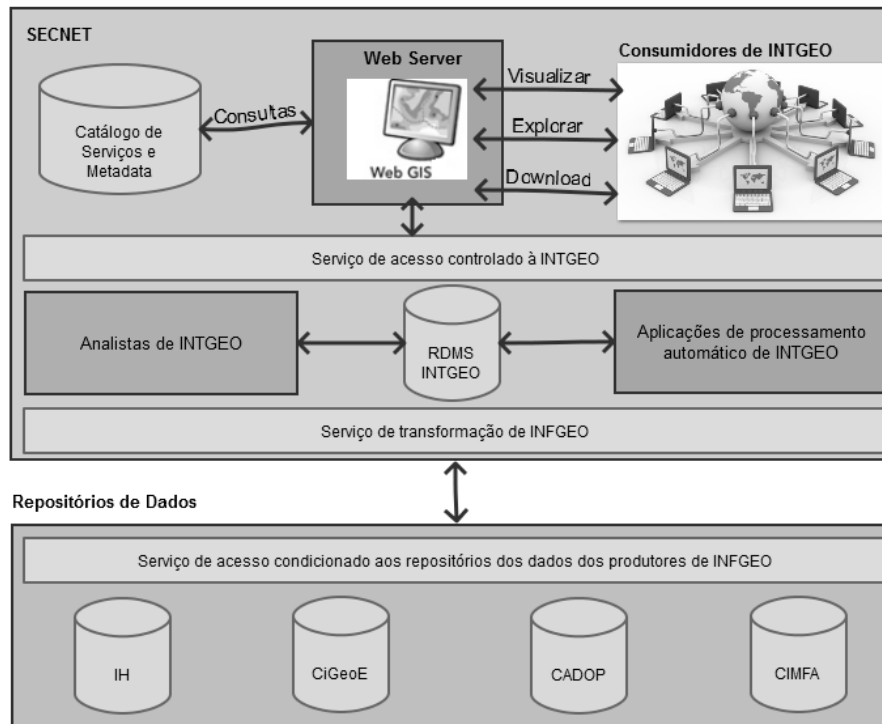 SECNET
Web Server
Consumidores de INTGEO
Catálogo de
Serviços e
Metadata
Consutas
Web GIS
Visualizar
Explorar
Download
Serviço de acesso controlado à INTGEO
Analistas de INTGEO
RDMS
INTGEO
Aplicações de processamento
automático de INTGEO
Serviço de transformação de INFGEO
Repositórios de Dados
Serviço de acesso condicionado aos repositórios dos dados dos produtores de INFGEO
IH
CiGeoE
CADOP
CIMFA